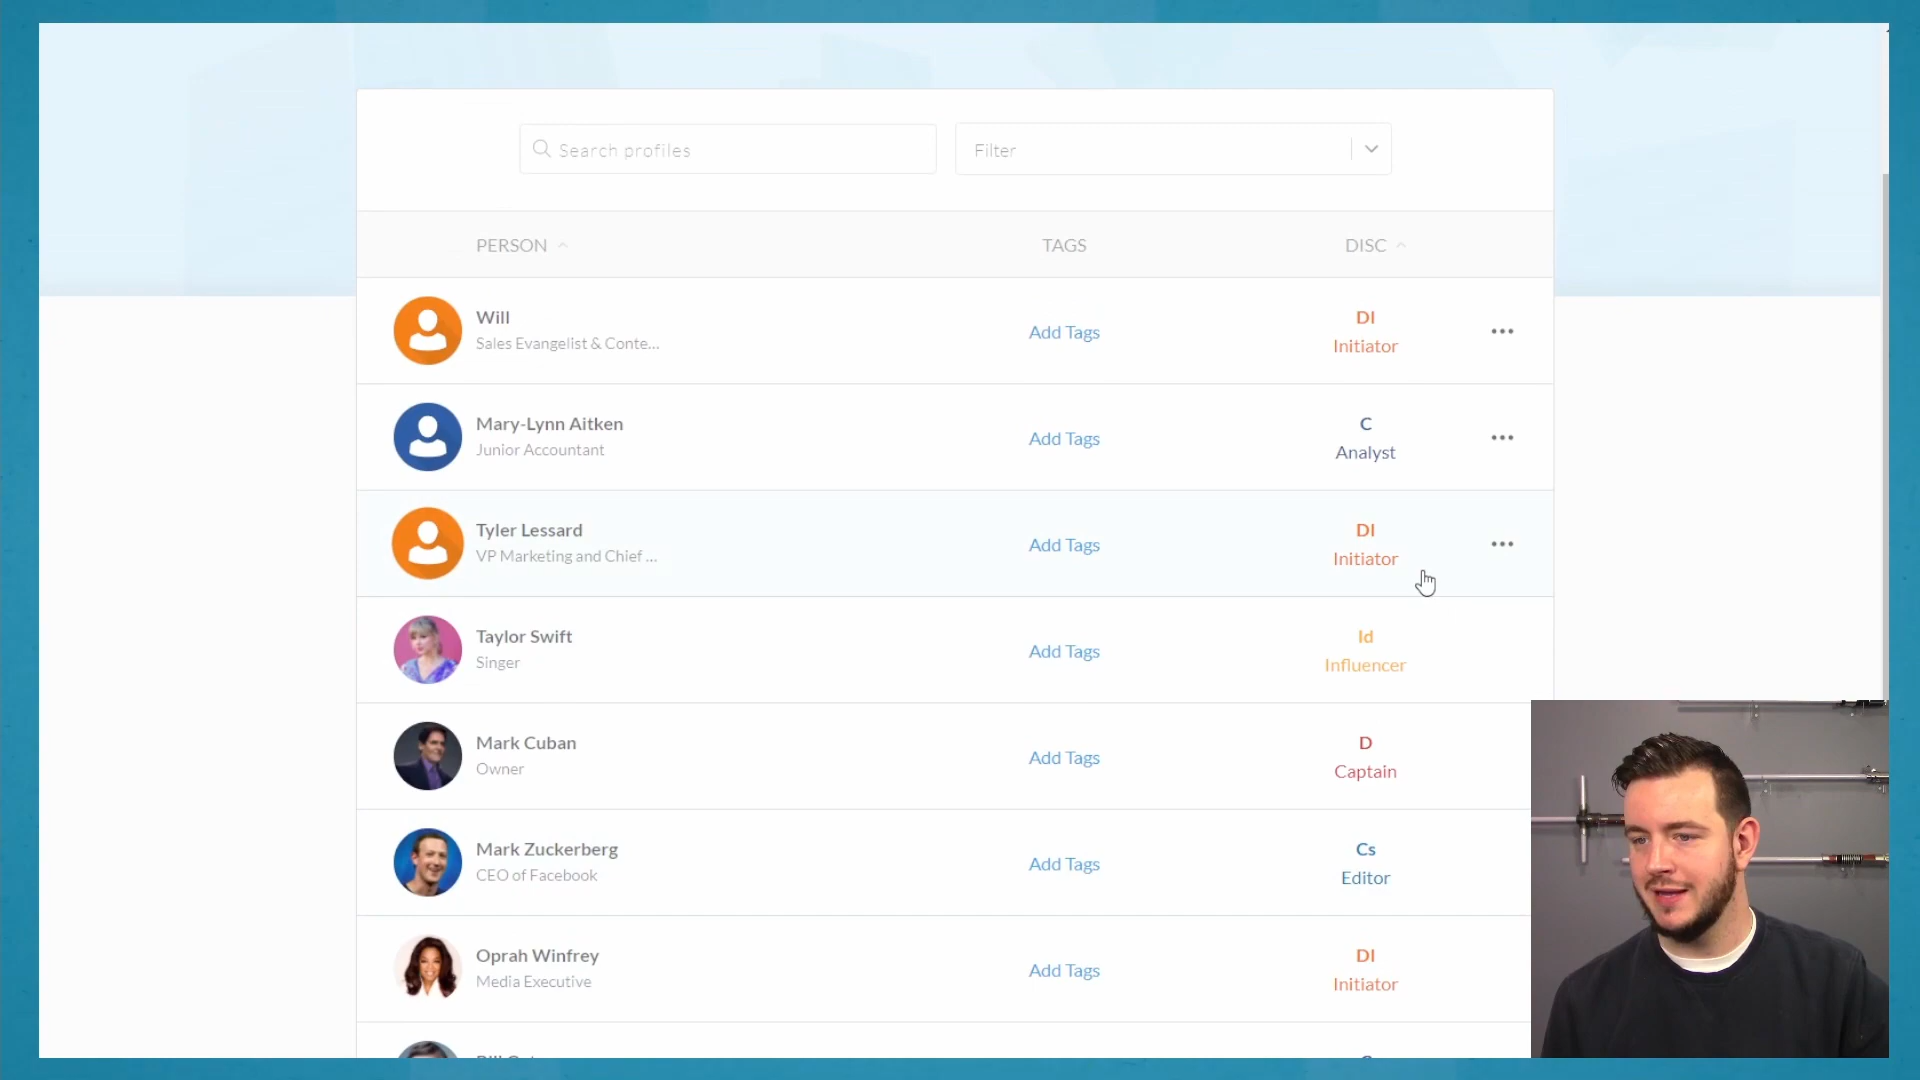 Search profiles
Filter
PERSON
TAGS
DISC
Will
Sales Evangelist & Conte...
Add Tags
DI
Initiator
Mary-Lynn Aitken
Junior Accountant
Add Tags
C
Analyst
Tyler Lessard
VP Marketing and Chief ...
Add Tags
DI
Initiator
Taylor Swift
Singer
Add Tags
Id
Influencer
Mark Cuban
Owner
Add Tags
D
Captain
Mark Zuckerberg
CEO of Facebook
Add Tags
Cs
Editor
Oprah Winfrey
Media Executive
Add Tags
DI
Initiator